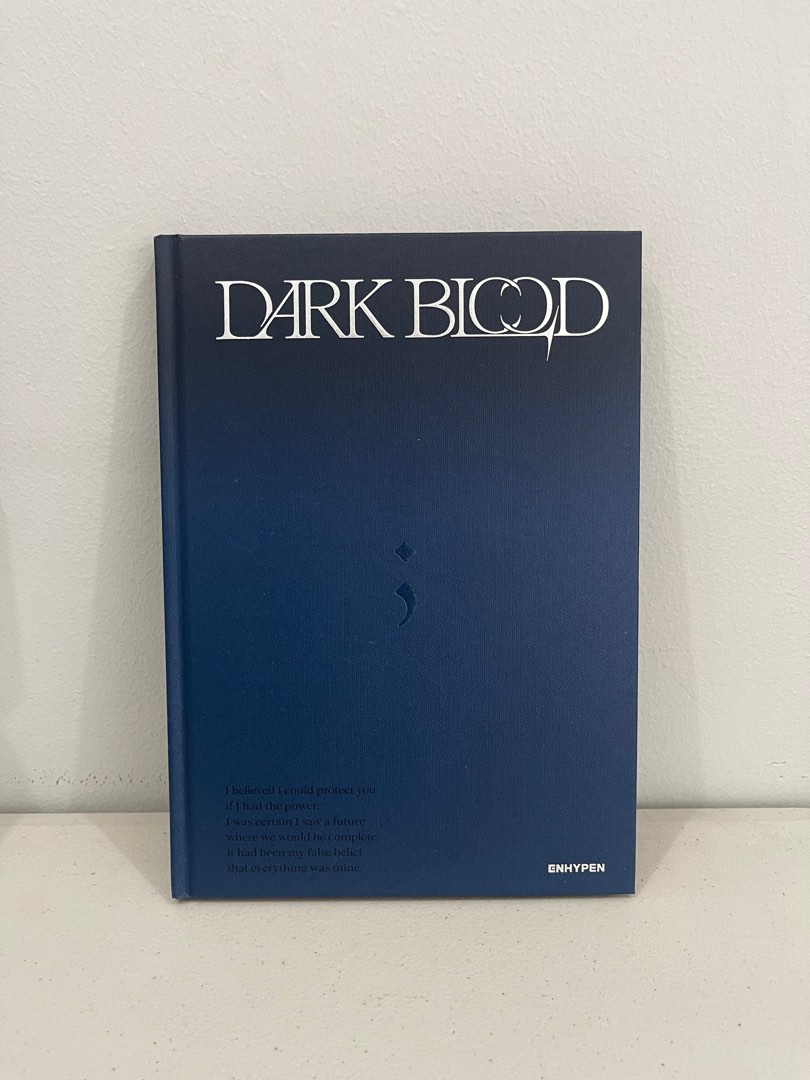 DARK BLOOD
;
I believed I could protect you
if I had the power,
I was certain I saw a future
where we would be complete.
It had been my false belief
that everything was mine.
ENHYPEN